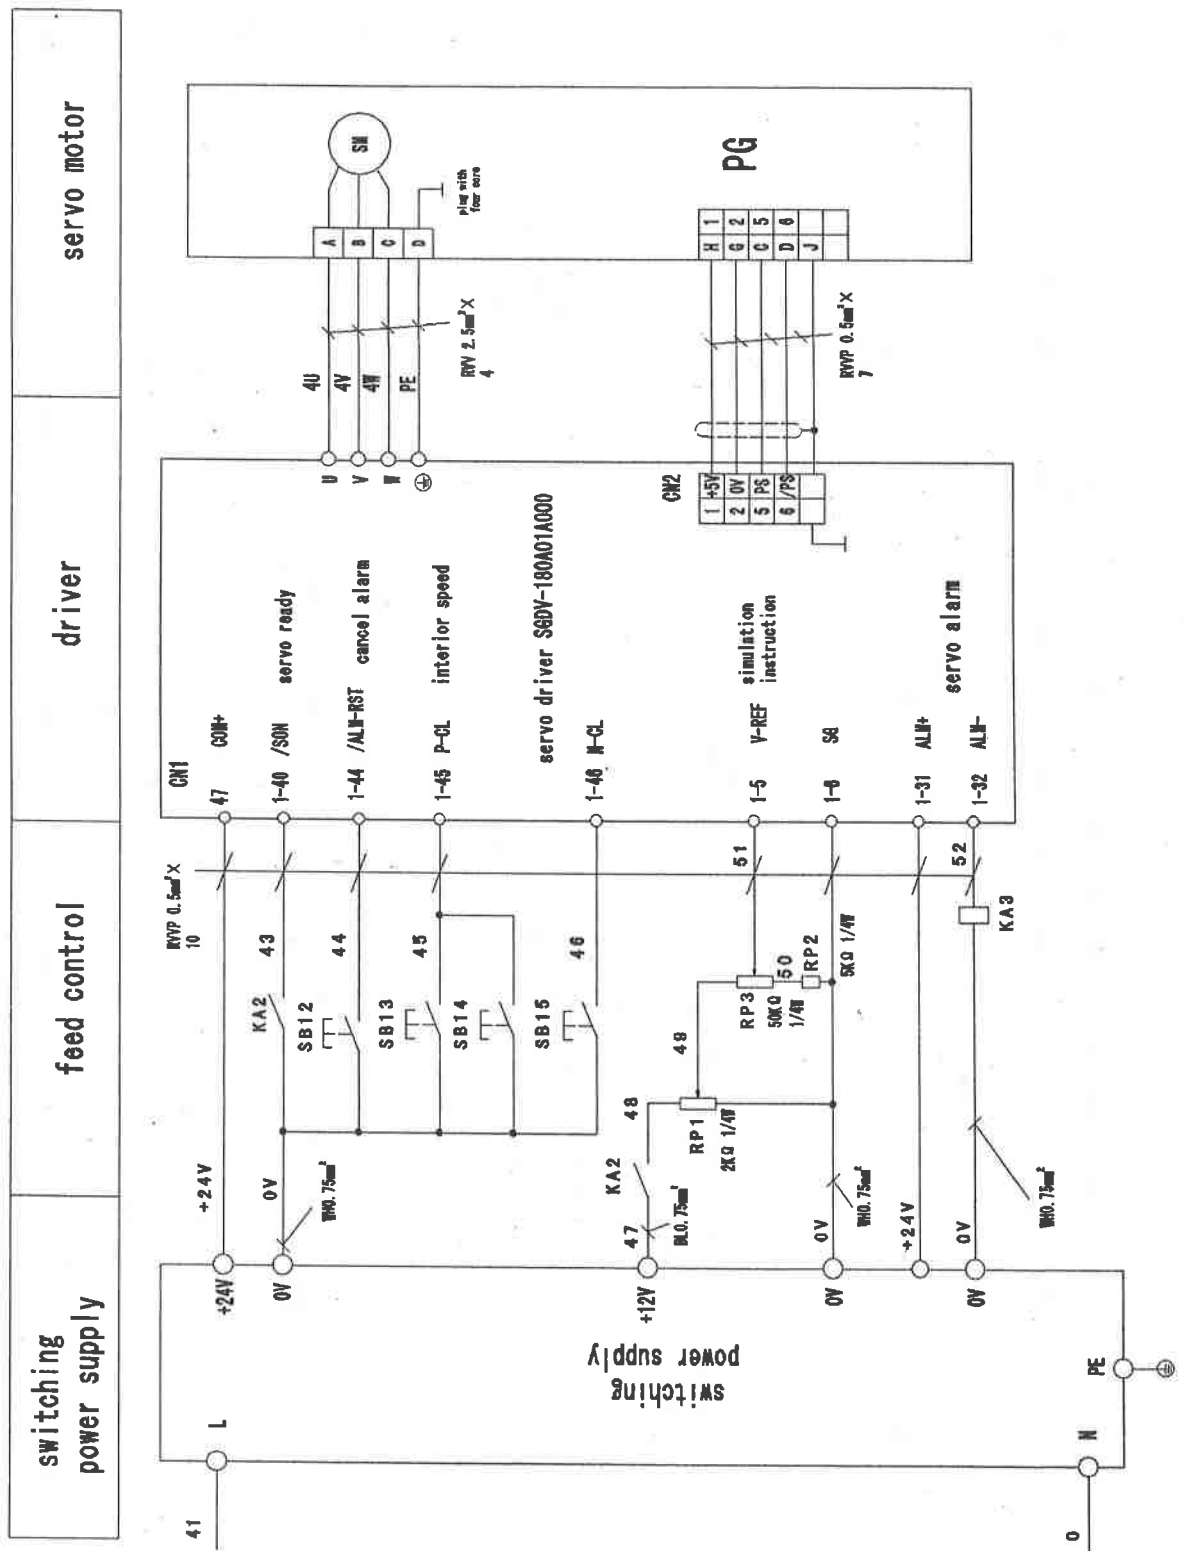 switching
power supply
feed control
driver
servo motor
41
L
0
N
PE
switching
power supply
+24V
0V
+12V
0V
0V
+24V
0V
WH0.75mm²
47
BL0.75mm²
0V
WH0.75mm²
+24V
0V
WH0.75mm²
RVVP 0.5mm²X
10
KA2
43
SB12
44
SB13
45
SB14
SB15
46
KA2
48
RP1
2KΩ 1/4W
49
RP3
50KΩ
1/4W
50
RP2
5KΩ 1/4W
51
52
KA3
CN1
47 COM+
1-40 /SON servo ready
1-44 /ALM-RST cancel alarm
1-45 P-CL interior speed
servo driver SGDV-180A01A000
1-46 N-CL
1-5 V-REF simulation
instruction
1-6 SG
1-31 ALM+
1-32 ALM-
servo alarm
U
V
W
4U
4V
4W
PE
RVV 2.5mm²X
4
A
B
C
D
SM
plug with
four core
CN2
1 +5V
2 0V
5 PS
6 /PS
RVVP 0.5mm²X
7
H 1
G 2
C 5
D 6
J
PG